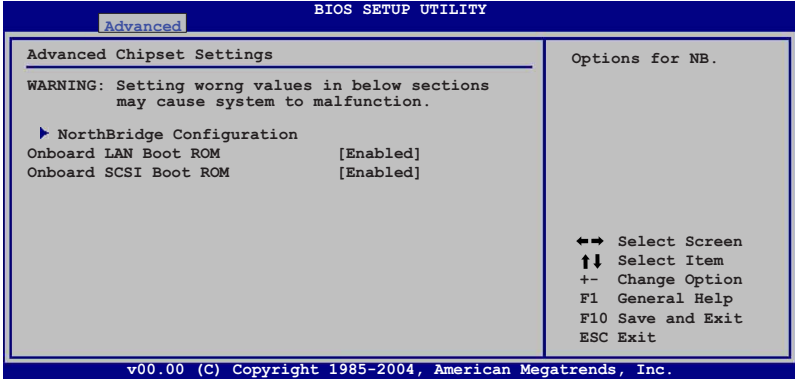 BIOS SETUP UTILITY
Advanced
Advanced Chipset Settings
WARNING: Setting worng values in below sections
may cause system to malfunction.
NorthBridge Configuration
Onboard LAN Boot ROM [Enabled]
Onboard SCSI Boot ROM [Enabled]
Options for NB.
←→ Select Screen
↑↓ Select Item
+- Change Option
F1 General Help
F10 Save and Exit
ESC Exit
v00.00 (C) Copyright 1985-2004, American Megatrends, Inc.